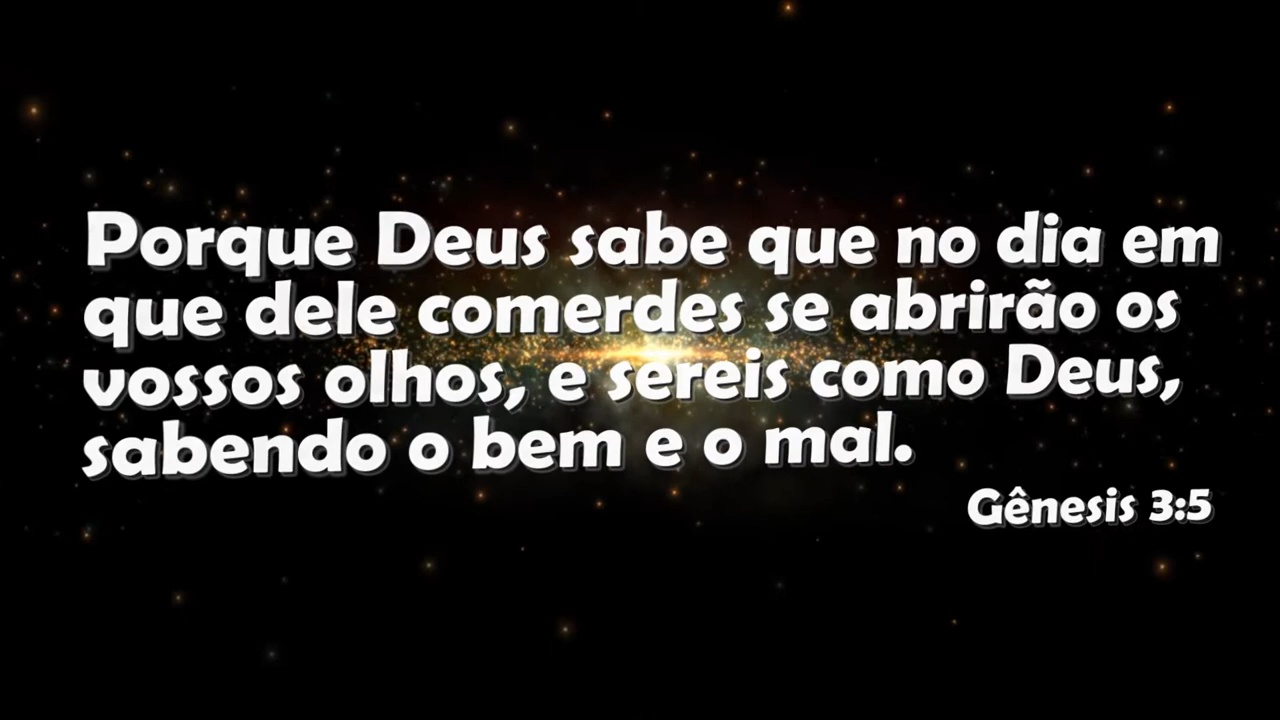 Porque Deus sabe que no dia em
que dele comerdes se abrirão os
vossos olhos, e sereis como Deus,
sabendo o bem e o mal.
Gênesis 3:5